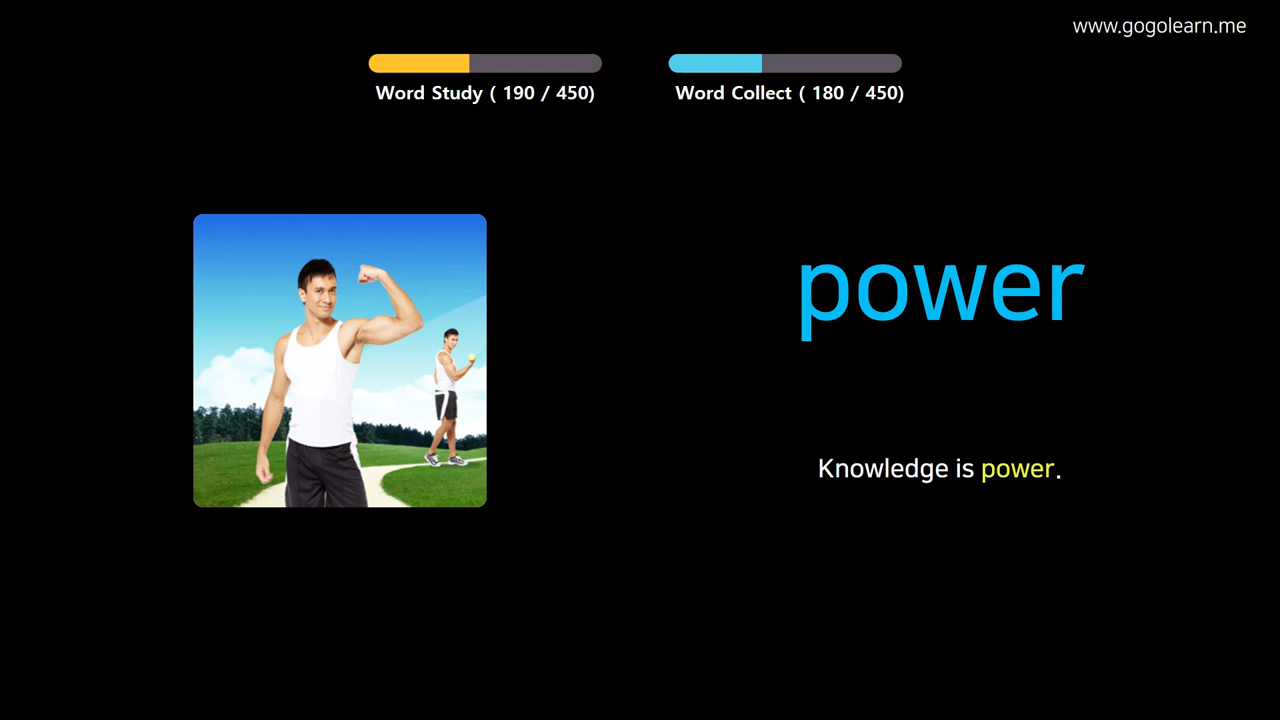 www.gogolearn.me
Word Study ( 190 / 450)
Word Collect ( 180 / 450)
power
Knowledge is power.